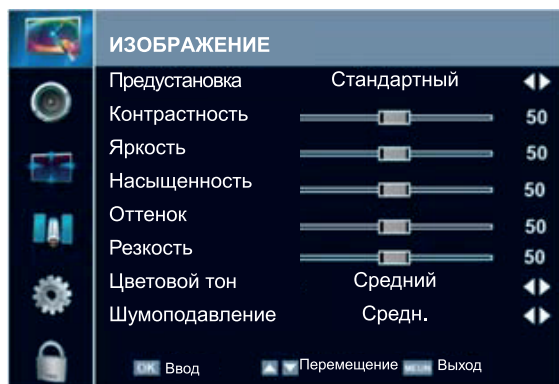 ИЗОБРАЖЕНИЕ
Предустановка Стандартный
Контрастность 50
Яркость 50
Насыщенность 50
Оттенок 50
Резкость 50
Цветовой тон Средний
Шумоподавление Средн.
OK Ввод Перемещение MEUN Выход